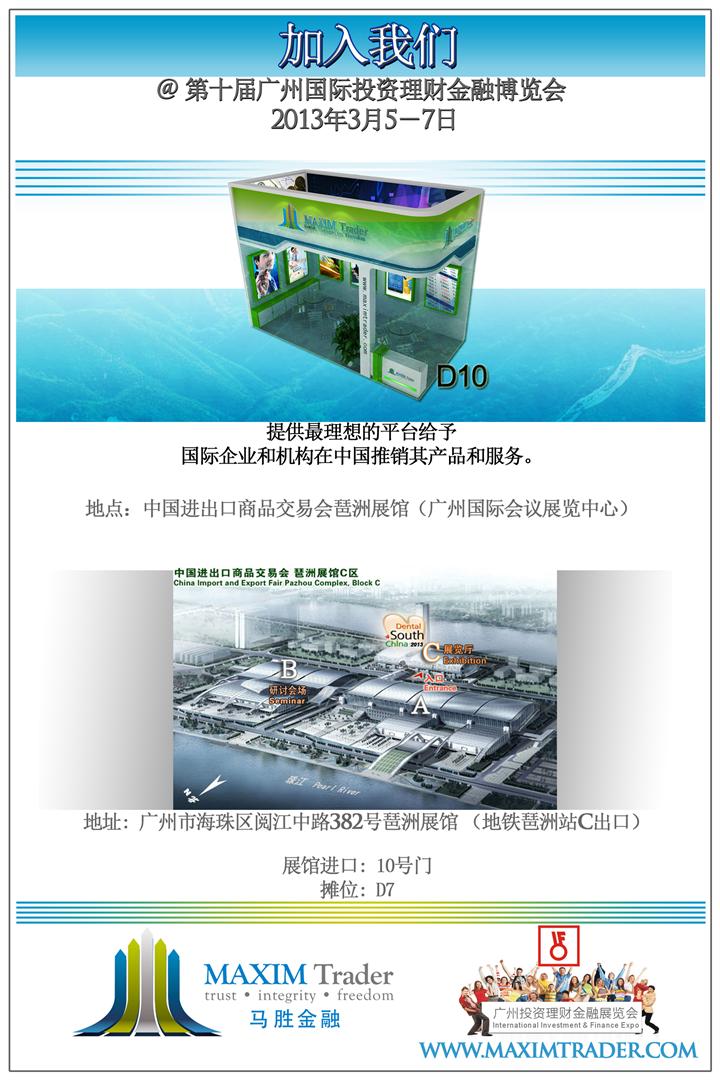 加入我们
@ 第十届广州国际投资理财金融博览会
2013年3月5－7日
MAXIM Trader
www.maximtrader.com
MAXIM Trader
D10
提供最理想的平台给予
国际企业和机构在中国推销其产品和服务。
地点：中国进出口商品交易会琶洲展馆（广州国际会议展览中心）
中国进出口商品交易会 琶洲展馆C区
China Import and Export Fair Pazhou Complex, Block C
Dental
South
China 2013
C 展览厅
Exhibition
B
研讨会场
Seminar
入口
Entrance
A
珠江 Pearl River
N
地址：广州市海珠区阅江中路382号琶洲展馆 （地铁琶洲站C出口）
展馆进口：10号门
摊位：D7
MAXIM Trader
trust • integrity • freedom
马胜金融
IF
广州投资理财金融展览会
International Investment & Finance Expo
WWW.MAXIMTRADER.COM